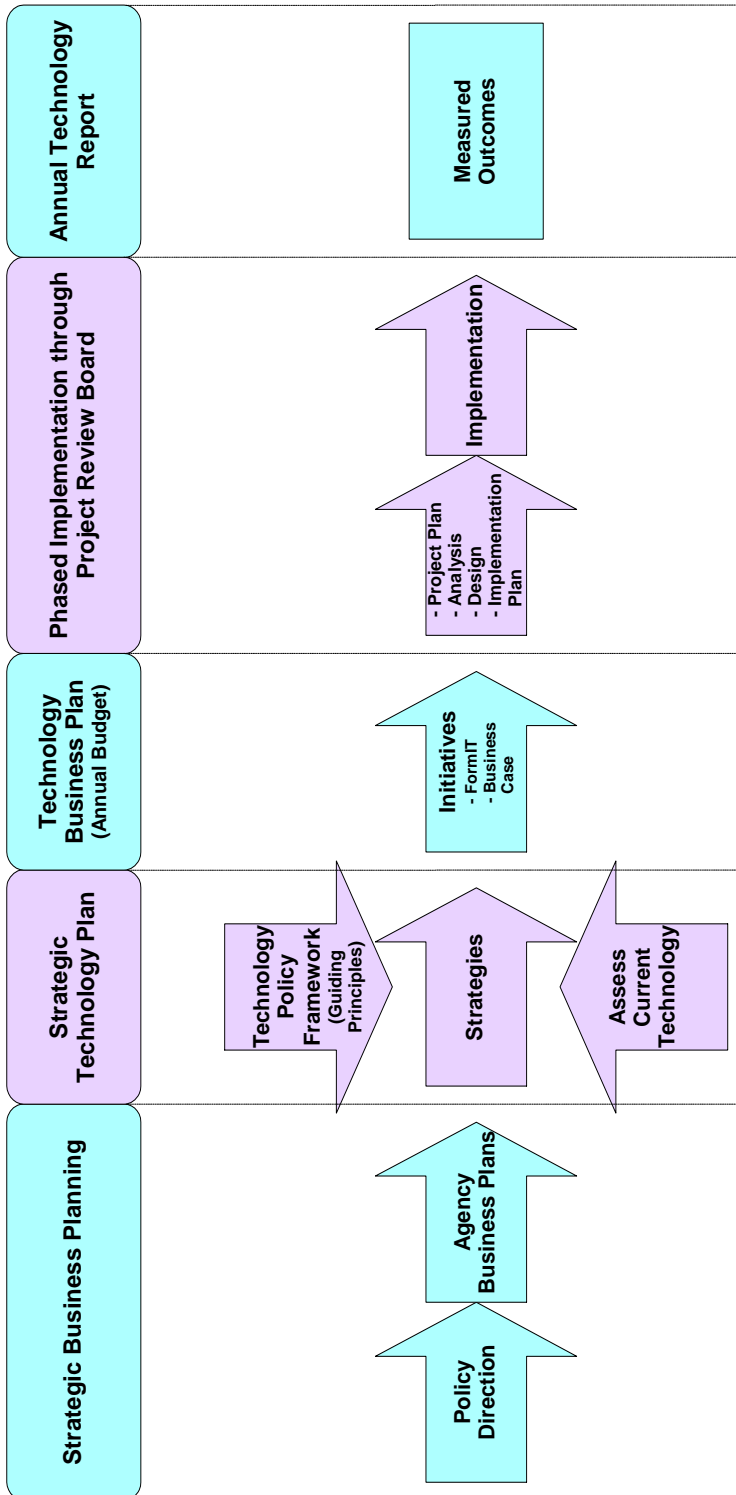 Strategic Business Planning
Strategic
Technology Plan
Technology
Business Plan
(Annual Budget)
Phased Implementation through
Project Review Board
Annual Technology
Report
Policy
Direction
Agency
Business Plans
Technology
Policy
Framework
(Guiding
Principles)
Strategies
Assess
Current
Technology
Initiatives
- FormIT
- Business
Case
- Project Plan
- Analysis
- Design
- Implementation
Plan
Implementation
Measured
Outcomes